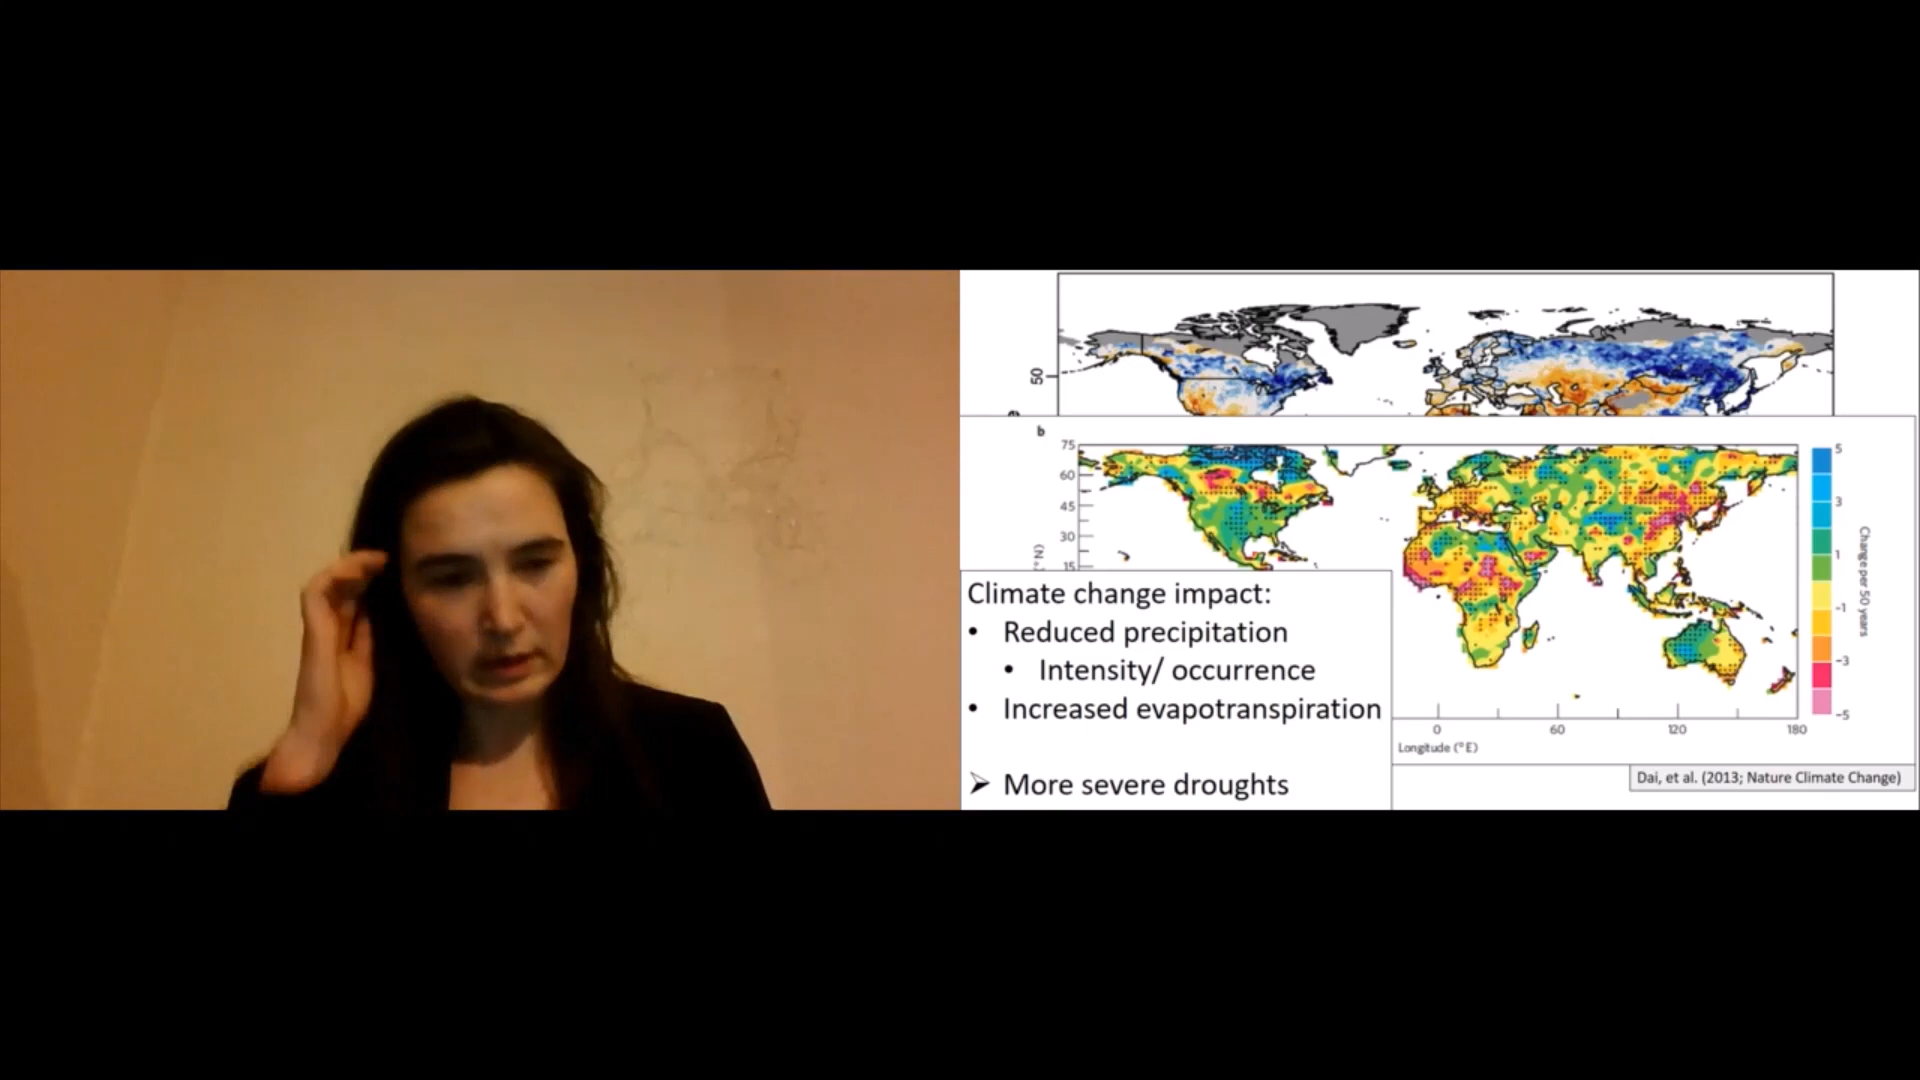 50
b
75
60
45
30
15
(°N)
5
3
1
-1
-3
-5
Change per 50 years
0
60
120
180
Longitude (°E)
Climate change impact:
• Reduced precipitation
• Intensity/ occurrence
• Increased evapotranspiration
➢ More severe droughts
Dai, et al. (2013; Nature Climate Change)